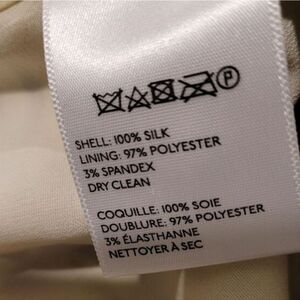 P
SHELL: 100% SILK
LINING: 97% POLYESTER
3% SPANDEX
DRY CLEAN
COQUILLE: 100% SOIE
DOUBLURE: 97% POLYESTER
3% ÉLASTHANNE
NETTOYER À SEC